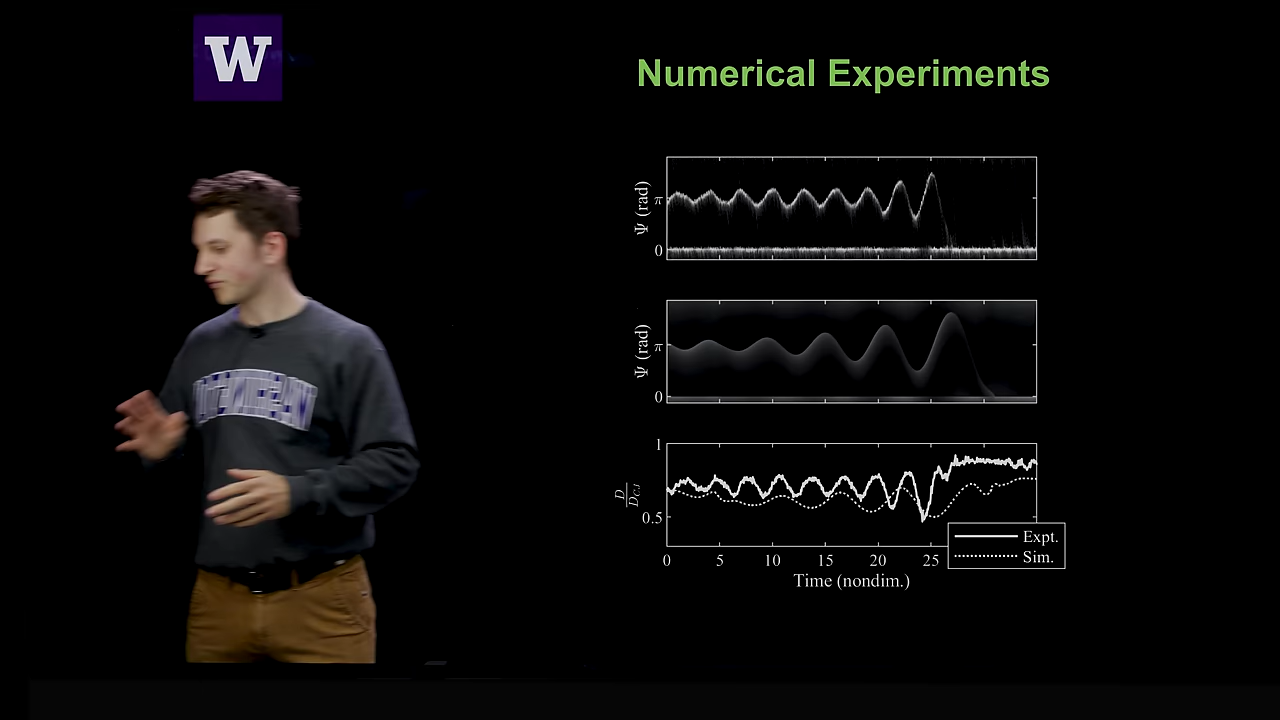 W
Numerical Experiments
Ψ (rad)
π
0
Ψ (rad)
π
0
D
D_{C,I}
1
0.5
0 5 10 15 20 25
Time (nondim.)
Expt.
Sim.